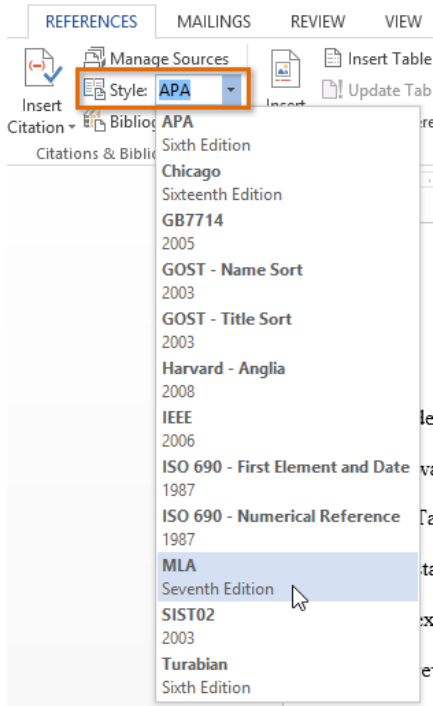 REFERENCES MAILINGS REVIEW VIEW
Manage Sources
Insert Table
Style: APA
Update Tab
Insert
Citation
Insert
Citations & Biblio
APA
Sixth Edition
Chicago
Sixteenth Edition
GB7714
2005
GOST - Name Sort
2003
GOST - Title Sort
2003
Harvard - Anglia
2008
IEEE
2006
ISO 690 - First Element and Date
1987
ISO 690 - Numerical Reference
1987
MLA
Seventh Edition
SIST02
2003
Turabian
Sixth Edition